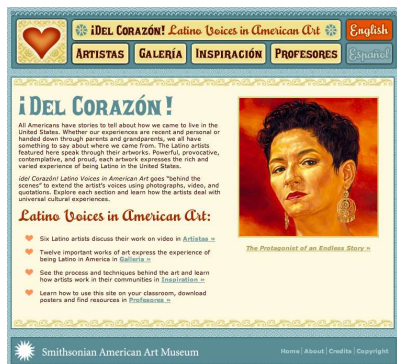 ¡DEL CORAZÓN! Latino Voices in American Art
English
ARTISTAS GALERÍA INSPIRACIÓN PROFESORES
Español
¡DEL CORAZÓN!
All Americans have stories to tell about how we came to live in the
United States. Whether our experiences are recent and personal or
handed down through parents and grandparents, we all have
something to say about where we came from. The Latino artists
featured here speak through their artworks. Powerful, provocative,
contemplative, and proud, each artwork expresses the rich and
varied experience of being Latino in the United States.
¡del Corazón! Latino Voices in American Art goes "behind the
scenes" to extend the artist's voices using photographs, video, and
quotations. Explore each section and learn how the artists deal with
universal cultural experiences.
Latino Voices in American Art:
Six Latino artists discuss their work on video in Artistas »
Twelve important works of art express the experience of
being Latino in America in Galleria »
See the process and techniques behind the art and learn
how artists work in their communities in Inspiration »
Learn how to use this site on your classroom, download
posters and find resources in Profesores »
The Protagonist of an Endless Story »
Smithsonian American Art Museum
Home | About | Credits | Copyright